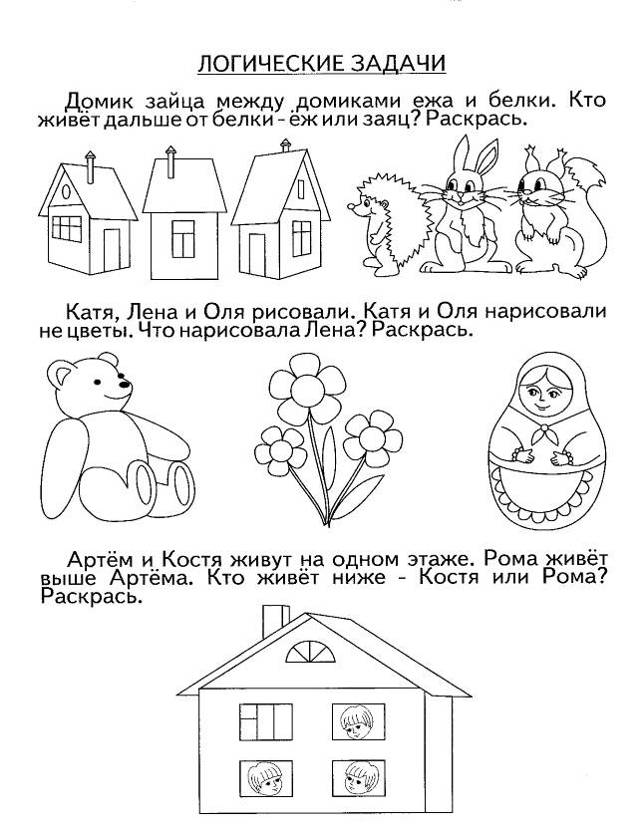 ЛОГИЧЕСКИЕ ЗАДАЧИ
Домик зайца между домиками ежа и белки. Кто
живёт дальше от белки - ёж или заяц? Раскрась.
Катя, Лена и Оля рисовали. Катя и Оля нарисовали
не цветы. Что нарисовала Лена? Раскрась.
Артём и Костя живут на одном этаже. Рома живёт
выше Артёма. Кто живёт ниже - Костя или Рома?
Раскрась.